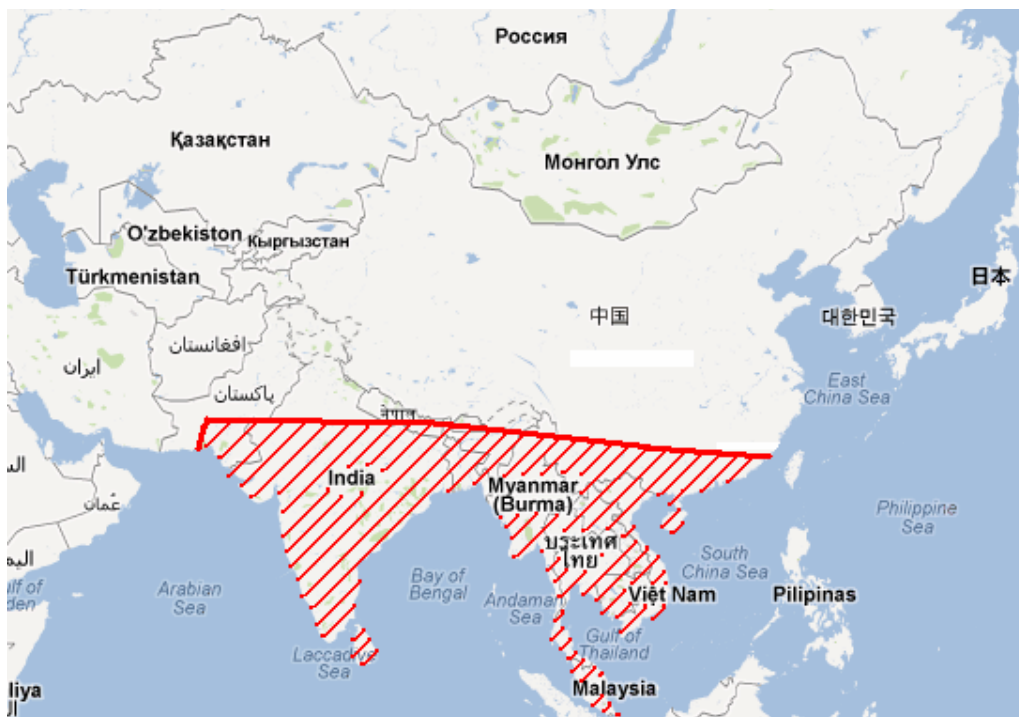 Россия
Қазақстан
Монгол Улс
O'zbekiston
Кыргызстан
Türkmenistan
日本
中国
대한민국
افغانستان
ایران
پاکستان
East
China Sea
नेपाल
India
Myanmar
(Burma)
عُمان
Philippine
Sea
ประเทศ
ไทย
South
China Sea
Arabian
Sea
Bay of
Bengal
Andaman
Sea
Việt Nam
Pilipinas
Gulf of
Thailand
Laccadive
Sea
Malaysia